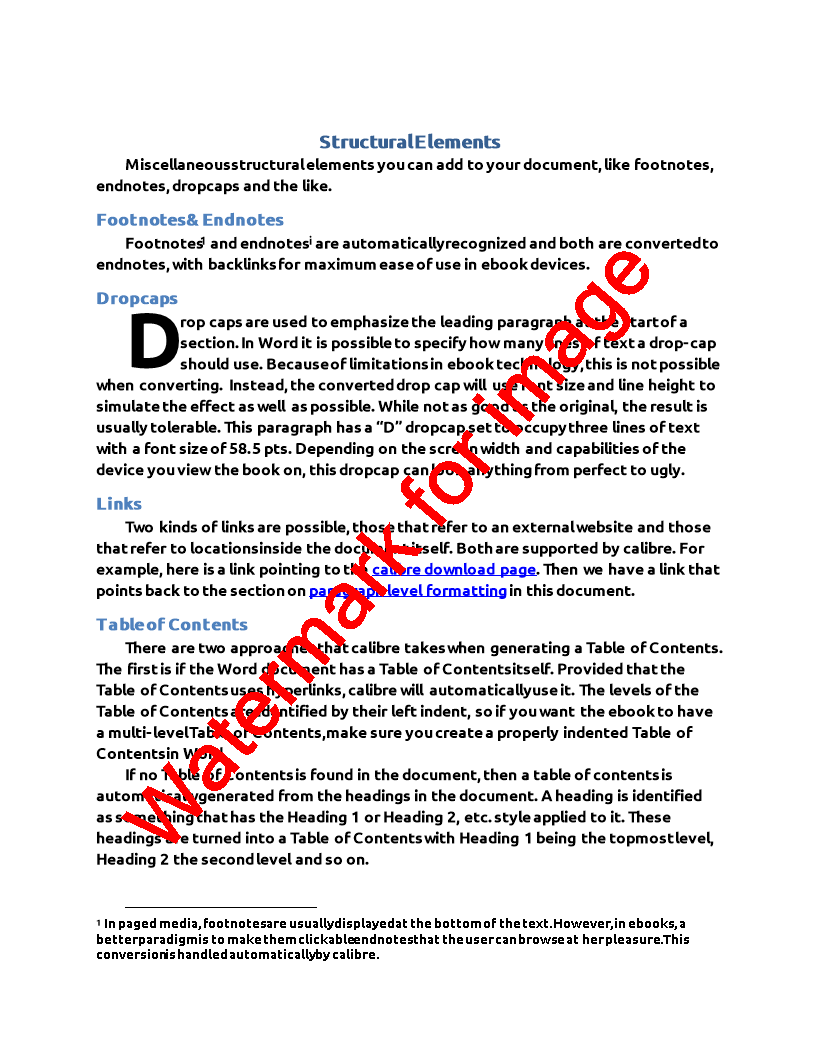 Structural Elements
Miscellaneous structural elements you can add to your document, like footnotes,
endnotes, dropcaps and the like.
Footnotes & Endnotes
Footnotes1 and endnotesi are automatically recognized and both are converted to
endnotes, with backlinks for maximum ease of use in ebook devices.
Dropcaps
Drop caps are used to emphasize the leading paragraph at the start of a
section. In Word it is possible to specify how many lines of text a drop-cap
should use. Because of limitations in ebook technology, this is not possible
when converting. Instead, the converted drop cap will use font size and line height to
simulate the effect as well as possible. While not as good as the original, the result is
usually tolerable. This paragraph has a “D” dropcap set to occupy three lines of text
with a font size of 58.5 pts. Depending on the screen width and capabilities of the
device you view the book on, this dropcap can look anything from perfect to ugly.
Links
Two kinds of links are possible, those that refer to an external website and those
that refer to locations inside the document itself. Both are supported by calibre. For
example, here is a link pointing to the calibre download page. Then we have a link that
points back to the section on paragraph level formatting in this document.
Table of Contents
There are two approaches that calibre takes when generating a Table of Contents.
The first is if the Word document has a Table of Contents itself. Provided that the
Table of Contents uses hyperlinks, calibre will automatically use it. The levels of the
Table of Contents are identified by their left indent, so if you want the ebook to have
a multi-level Table of Contents, make sure you create a properly indented Table of
Contents in Word.
If no Table of Contents is found in the document, then a table of contents is
automatically generated from the headings in the document. A heading is identified
as something that has the Heading 1 or Heading 2, etc. style applied to it. These
headings are turned into a Table of Contents with Heading 1 being the topmost level,
Heading 2 the second level and so on.
1 In paged media, footnotes are usually displayed at the bottom of the text. However, in ebooks, a
better paradigm is to make them clickable endnotes that the user can browse at her pleasure. This
conversion is handled automatically by calibre.
Watermark for image